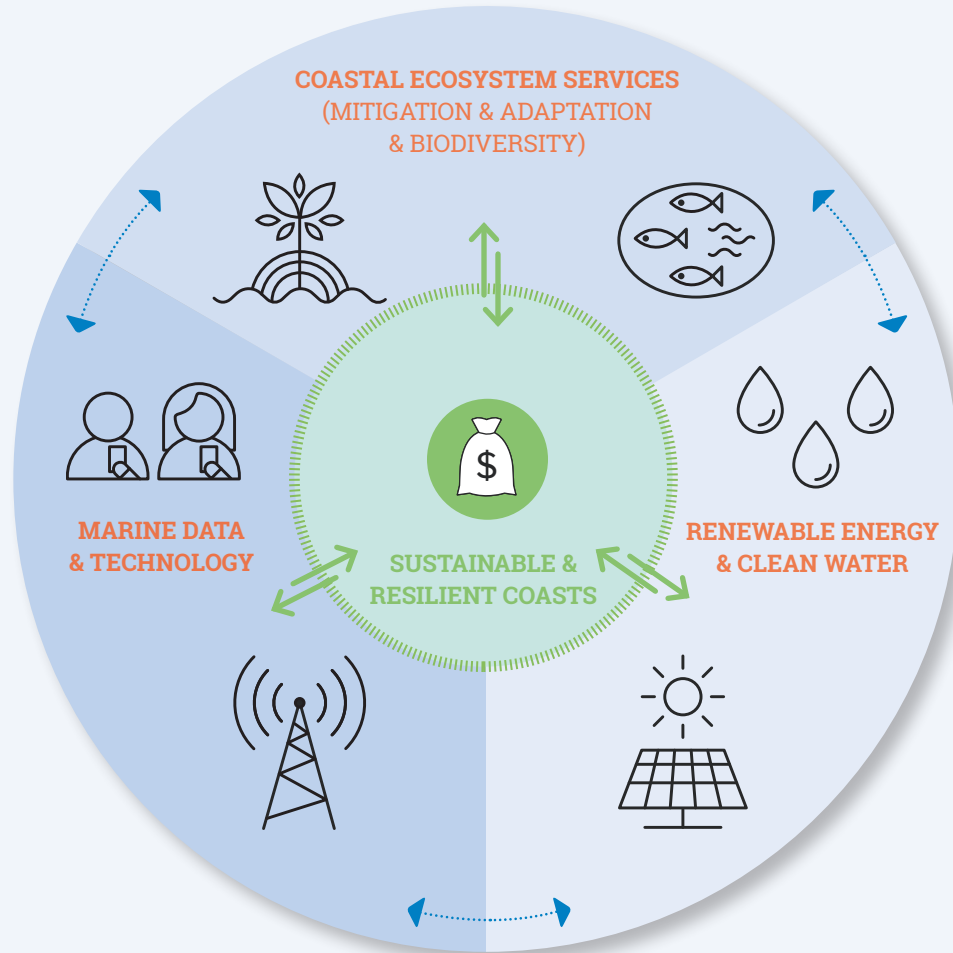 COASTAL ECOSYSTEM SERVICES
(MITIGATION & ADAPTATION
& BIODIVERSITY)
$
MARINE DATA
& TECHNOLOGY
RENEWABLE ENERGY
& CLEAN WATER
SUSTAINABLE &
RESILIENT COASTS